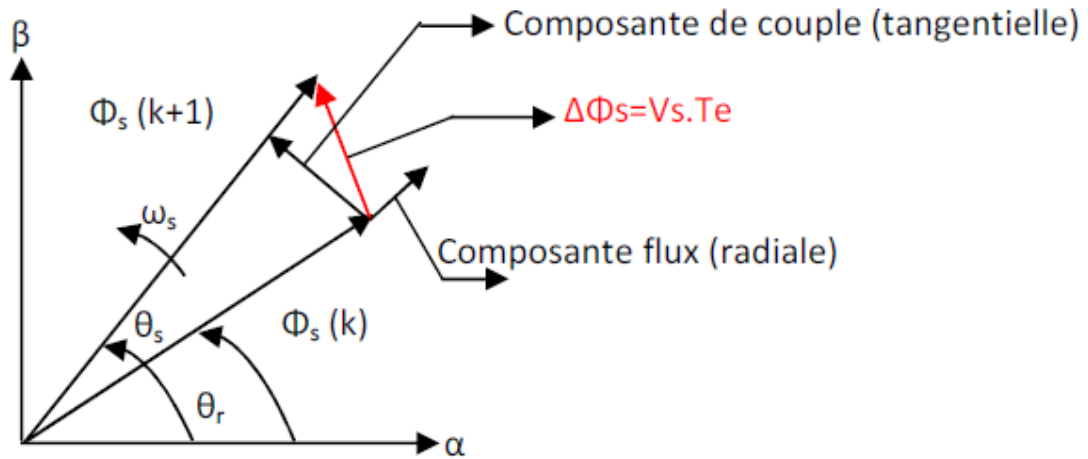 Composante de couple (tangentielle)
β
Φs (k+1)
ΔΦs=Vs.Te
ωs
Composante flux (radiale)
θs
Φs (k)
θr
α